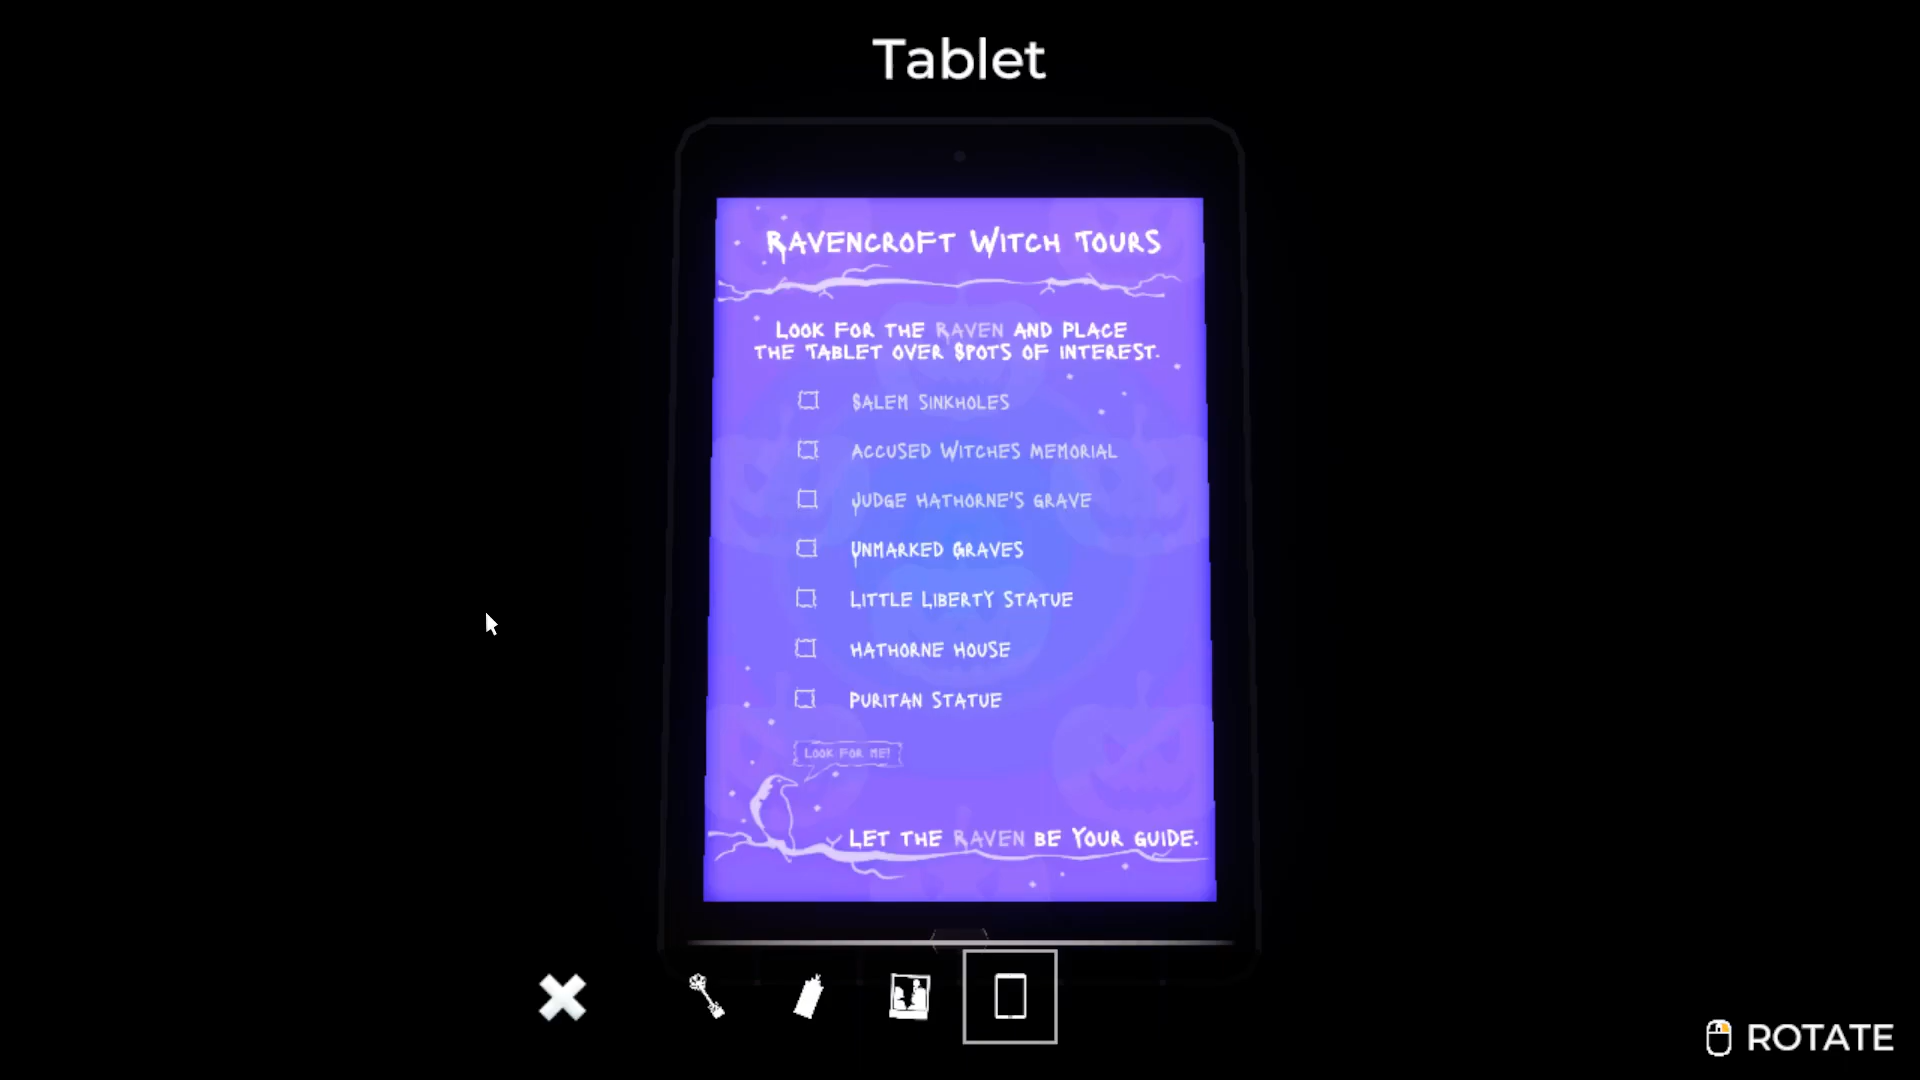 Tablet
RAVENCROFT WITCH TOURS
LOOK FOR THE RAVEN AND PLACE
THE TABLET OVER SPOTS OF INTEREST.
SALEM SINKHOLES
ACCUSED WITCHES MEMORIAL
JUDGE HATHORNE'S GRAVE
UNMARKED GRAVES
LITTLE LIBERTY STATUE
HATHORNE HOUSE
PURITAN STATUE
LOOK FOR ME!
LET THE RAVEN BE YOUR GUIDE.
ROTATE